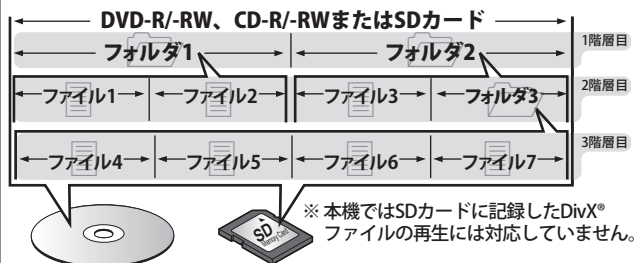 DVD-R/-RW、CD-R/-RWまたはSDカード
1階層目
フォルダ1 フォルダ2
2階層目
ファイル1 ファイル2 ファイル3 フォルダ3
3階層目
ファイル4 ファイル5 ファイル6 ファイル7
SD
Memory Card
※ 本機ではSDカードに記録したDivX®
ファイルの再生には対応していません。